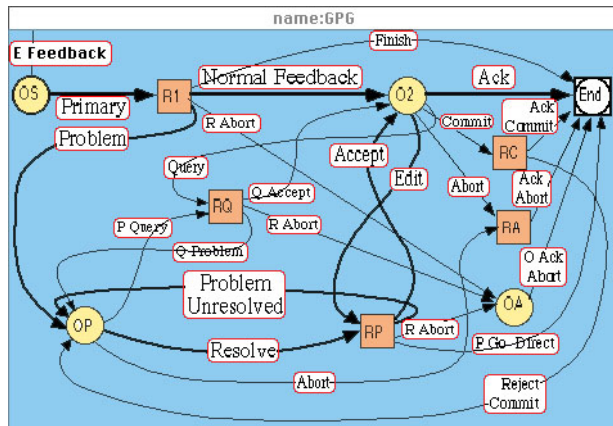 name:GPG
E Feedback
Finish
OS
R1
Normal Feedback
O2
Ack
End
Primary
Problem
R Abort
Commit
Ack
Commit
Query
Accept
RC
Edit
Abort
Ack
Abort
RQ
Q Accept
P Query
R Abort
RA
Q Problem
O Ack
Abort
Problem
Unresolved
OA
OP
RP
R Abort
Resolve
P Go-Direct
Abort
Reject
Commit